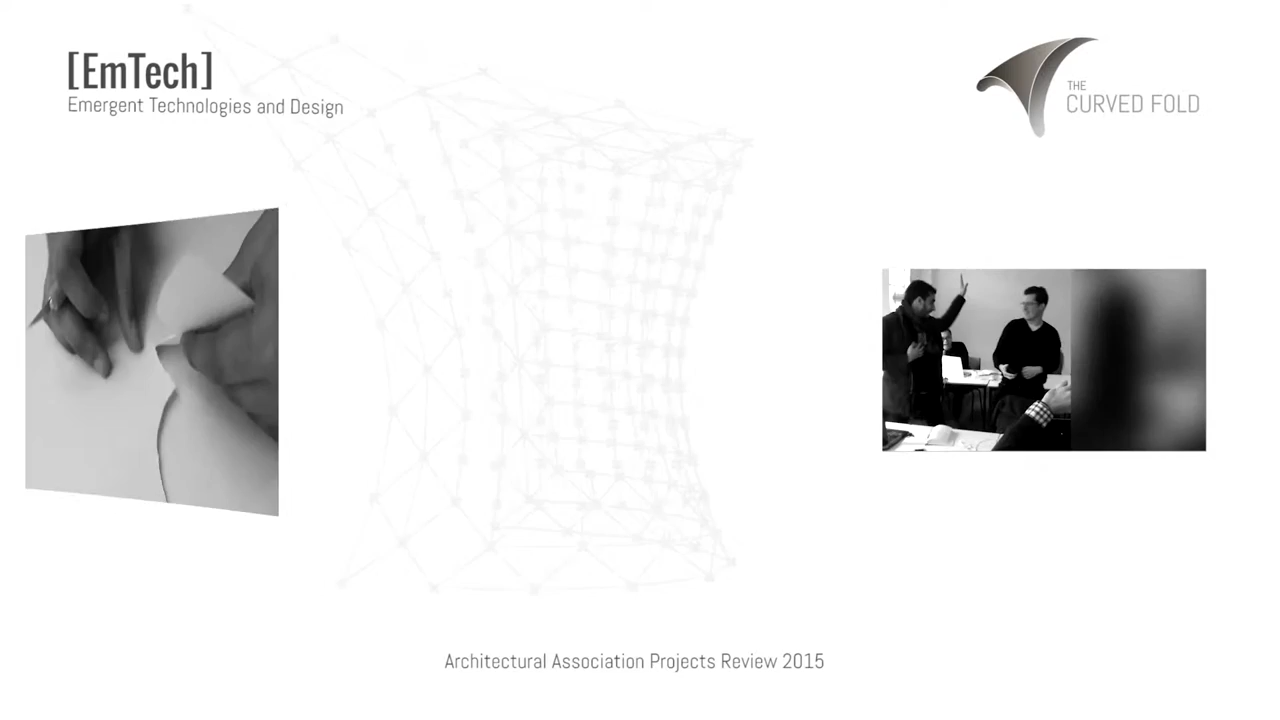 [EmTech]
Emergent Technologies and Design
THE
CURVED FOLD
Architectural Association Projects Review 2015